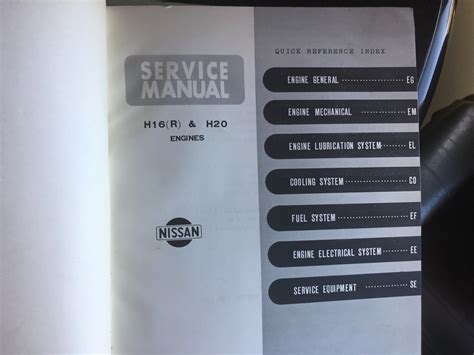 SERVICE
MANUAL
H16(R) & H20
ENGINES
NISSAN
QUICK REFERENCE INDEX
ENGINE GENERAL ·············· EG
ENGINE MECHANICAL ··········· EM
ENGINE LUBRICATION SYSTEM ···· EL
COOLING SYSTEM ·············· CO
FUEL SYSTEM ················· EF
ENGINE ELECTRICAL SYSTEM ···· EE
SERVICE EQUIPMENT ··········· SE